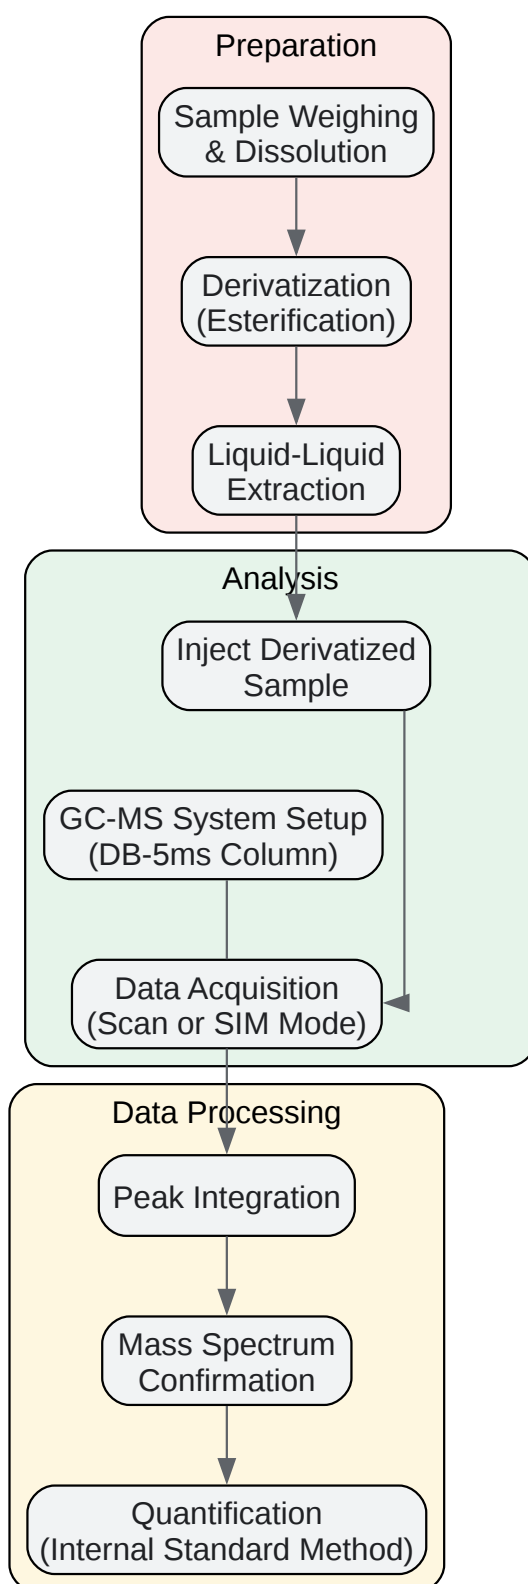 Preparation
Sample Weighing
& Dissolution
Derivatization
(Esterification)
Liquid-Liquid
Extraction
Analysis
Inject Derivatized
Sample
GC-MS System Setup
(DB-5ms Column)
Data Acquisition
(Scan or SIM Mode)
Data Processing
Peak Integration
Mass Spectrum
Confirmation
Quantification
(Internal Standard Method)